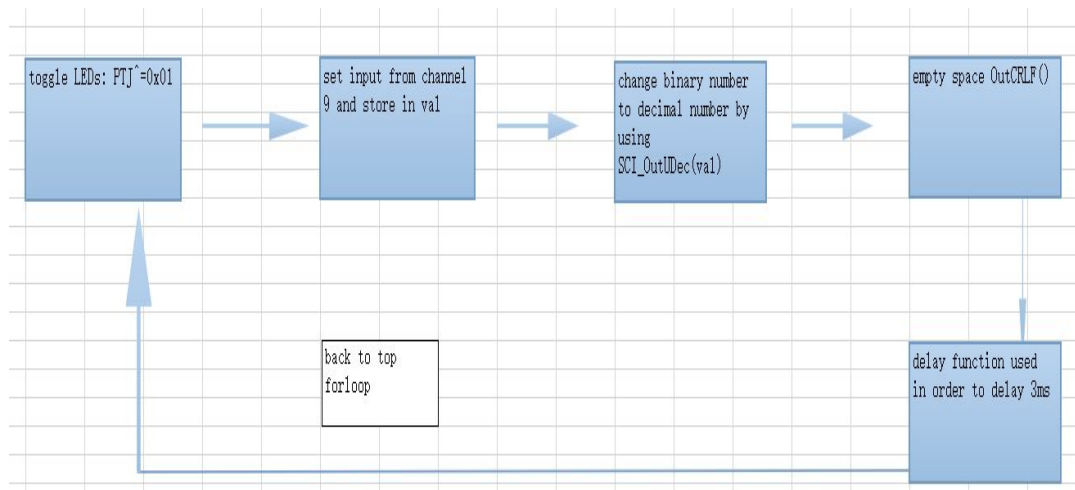 toggle LEDs: PTJ^=0x01
set input from channel
9 and store in val
change binary number
to decimal number by
using
SCI_OutUDec(val)
empty space OutCRLF()
back to top
forloop
delay function used
in order to delay 3ms